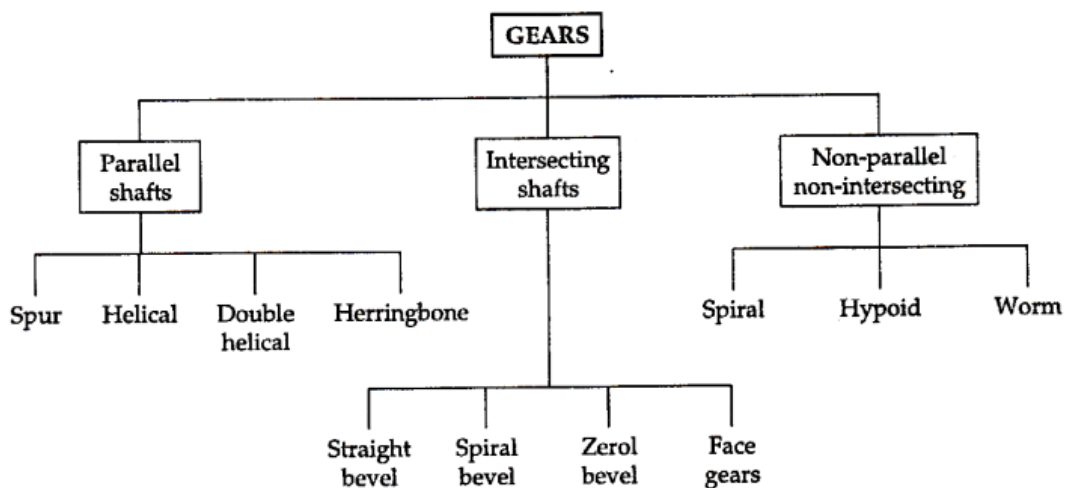 GEARS
Parallel
shafts
Intersecting
shafts
Non-parallel
non-intersecting
Spur
Helical
Double
helical
Herringbone
Spiral
Hypoid
Worm
Straight
bevel
Spiral
bevel
Zerol
bevel
Face
gears